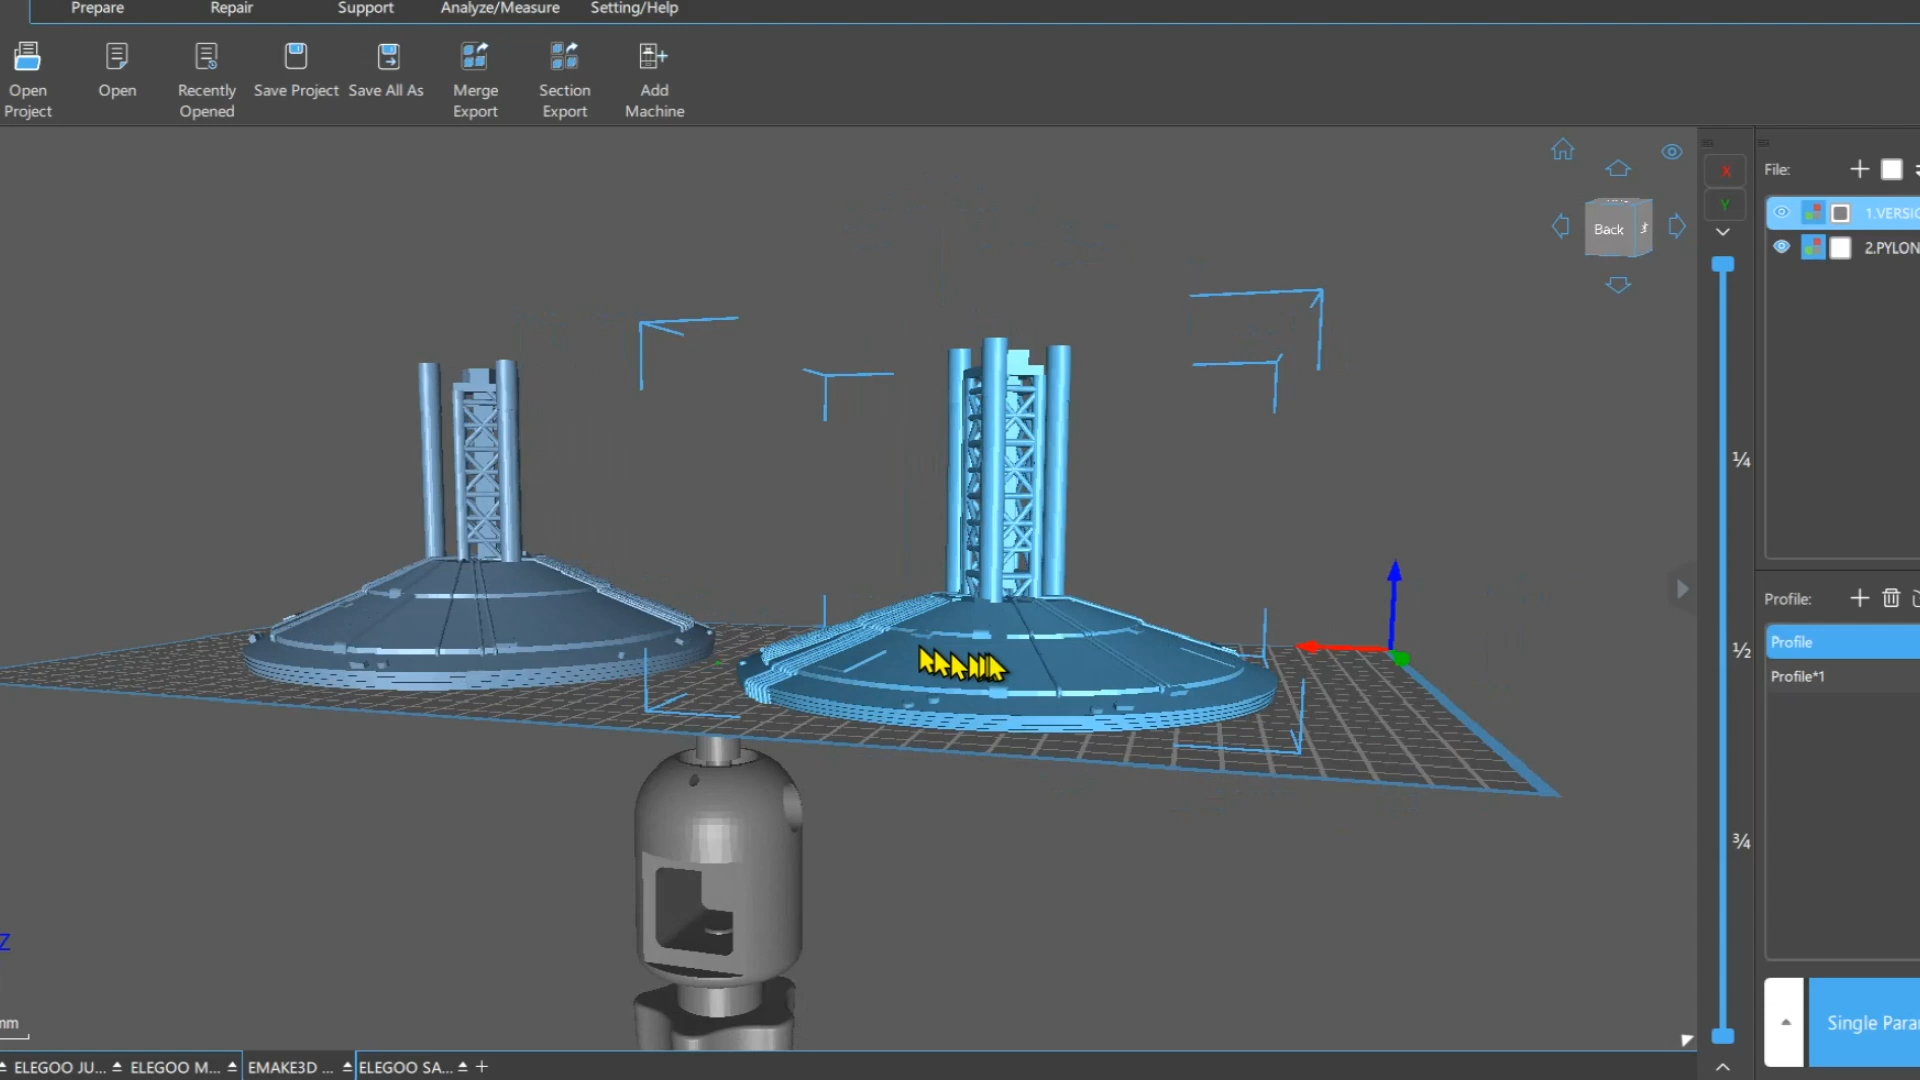 Prepare
Repair
Support
Analyze/Measure
Setting/Help
Open
Project
Open
Recently
Opened
Save Project
Save All As
Merge
Export
Section
Export
Add
Machine
File:
X
Y
Back
1.VERSIO
2.PYLON
¼
½
¾
Profile:
Profile
Profile*1
Single Para
Z
mm
ELEGOO JU...
ELEGOO M...
EMAKE3D ...
ELEGOO SA...